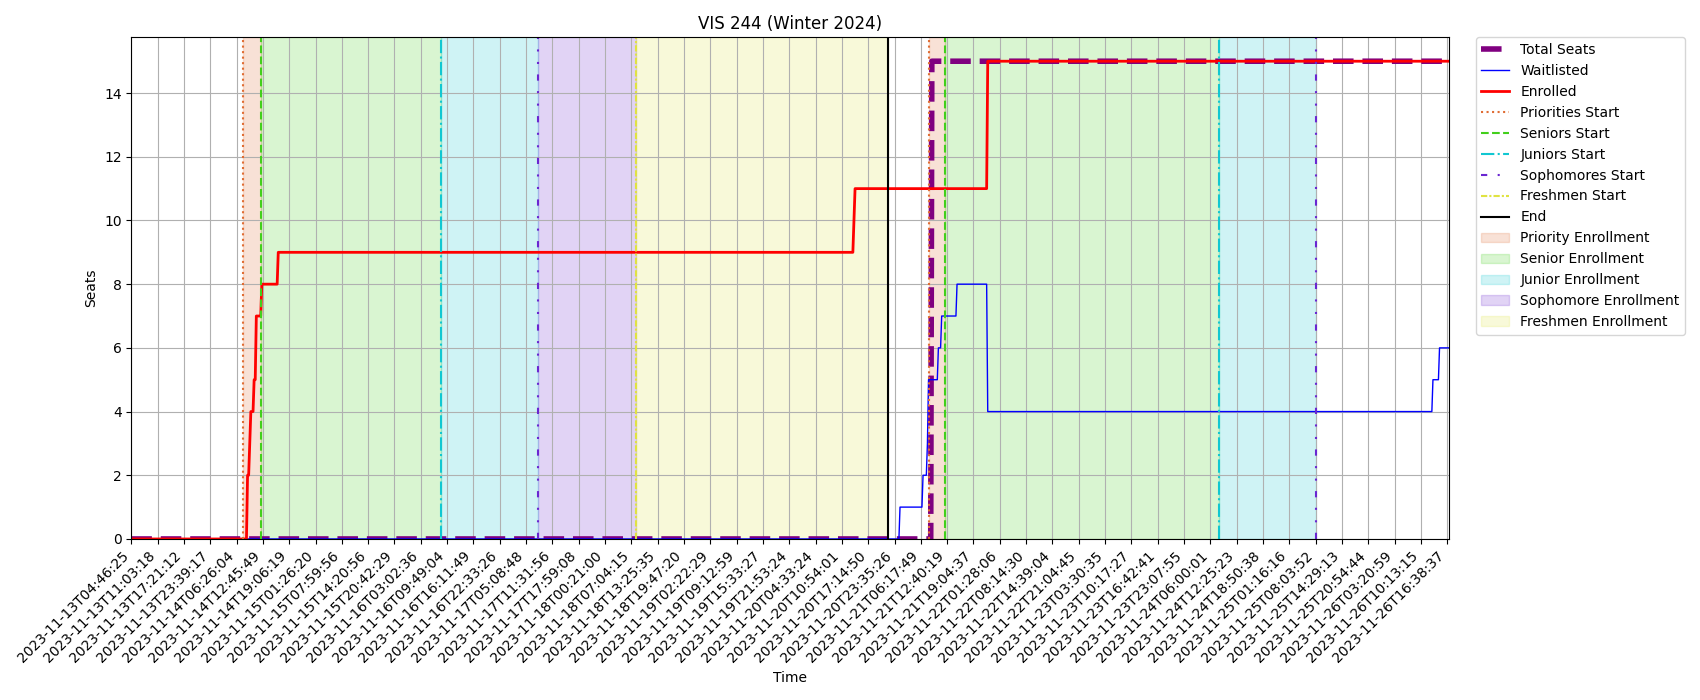 VIS 244 (Winter 2024)
Seats
14
12
10
8
6
4
2
0
2023-11-13T04:46:25
2023-11-13T11:03:18
2023-11-13T17:21:12
2023-11-13T23:39:17
2023-11-14T06:26:04
2023-11-14T12:45:49
2023-11-14T19:06:19
2023-11-15T01:26:20
2023-11-15T07:59:56
2023-11-15T14:20:56
2023-11-15T20:42:29
2023-11-16T03:02:36
2023-11-16T09:49:04
2023-11-16T16:11:49
2023-11-16T22:33:26
2023-11-17T05:08:48
2023-11-17T11:31:56
2023-11-17T17:59:08
2023-11-18T00:21:00
2023-11-18T07:04:15
2023-11-18T13:25:35
2023-11-18T19:47:20
2023-11-19T02:22:29
2023-11-19T09:12:59
2023-11-19T15:33:27
2023-11-19T21:53:24
2023-11-20T04:33:24
2023-11-20T10:54:01
2023-11-20T17:14:50
2023-11-20T23:35:26
2023-11-21T06:17:49
2023-11-21T12:40:19
2023-11-21T19:04:37
2023-11-22T01:28:06
2023-11-22T08:14:30
2023-11-22T14:39:04
2023-11-22T21:04:45
2023-11-23T03:30:35
2023-11-23T10:17:27
2023-11-23T16:42:41
2023-11-23T23:07:55
2023-11-24T06:00:01
2023-11-24T12:25:23
2023-11-24T18:50:38
2023-11-25T01:16:16
2023-11-25T08:03:52
2023-11-25T14:29:13
2023-11-25T20:54:44
2023-11-26T03:20:59
2023-11-26T10:13:15
2023-11-26T16:38:37
Time
Total Seats
Waitlisted
Enrolled
Priorities Start
Seniors Start
Juniors Start
Sophomores Start
Freshmen Start
End
Priority Enrollment
Senior Enrollment
Junior Enrollment
Sophomore Enrollment
Freshmen Enrollment